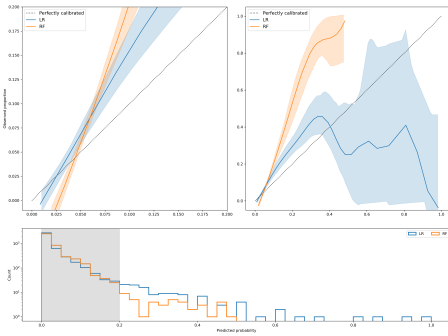 Perfectly calibrated
LR
RF
0.200
0.175
0.150
0.125
0.100
0.075
0.050
0.025
0.000
Observed proportion
0.000 0.025 0.050 0.075 0.100 0.125 0.150 0.175 0.200
Perfectly calibrated
LR
RF
1.0
0.8
0.6
0.4
0.2
0.0
0.0 0.2 0.4 0.6 0.8 1.0
LR RF
Count
0.0 0.2 0.4 0.6 0.8 1.0
Predicted probability